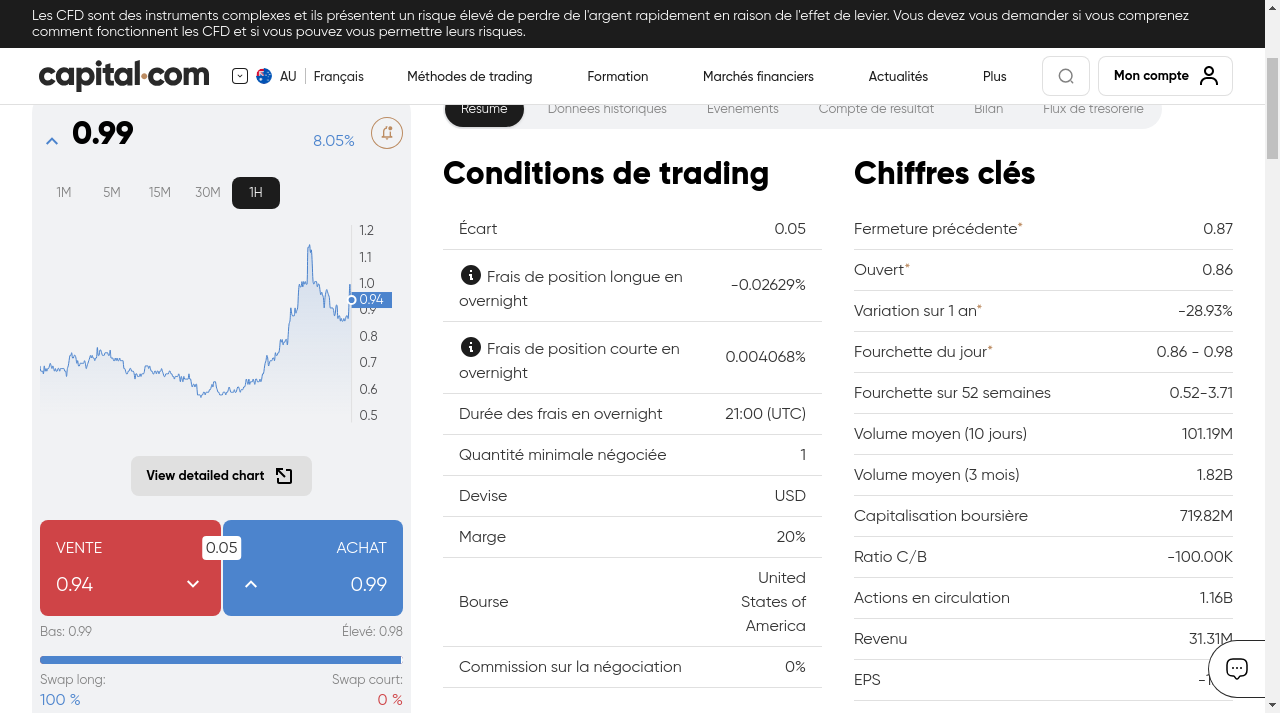 Les CFD sont des instruments complexes et ils présentent un risque élevé de perdre de l'argent rapidement en raison de l'effet de levier. Vous devez vous demander si vous comprenez
comment fonctionnent les CFD et si vous pouvez vous permettre leurs risques.
capital.com
AU
Français
Méthodes de trading
Formation
Marchés financiers
Actualités
Plus
Mon compte
0.99
8.05%
1M
5M
15M
30M
1H
1.2
1.1
1.0
0.94
0.9
0.8
0.7
0.6
0.5
View detailed chart
VENTE
0.94
0.05
ACHAT
0.99
Bas: 0.99
Élevé: 0.98
Swap long:
Swap court:
100 %
0 %
Résumé
Données historiques
Événements
Compte de résultat
Bilan
Flux de trésorerie
Conditions de trading
Écart
0.05
Frais de position longue en
overnight
-0.02629%
Frais de position courte en
overnight
0.004068%
Durée des frais en overnight
21:00 (UTC)
Quantité minimale négociée
1
Devise
USD
Marge
20%
Bourse
United
States of
America
Commission sur la négociation
0%
Chiffres clés
Fermeture précédente*
0.87
Ouvert*
0.86
Variation sur 1 an*
-28.93%
Fourchette du jour*
0.86 - 0.98
Fourchette sur 52 semaines
0.52-3.71
Volume moyen (10 jours)
101.19M
Volume moyen (3 mois)
1.82B
Capitalisation boursière
719.82M
Ratio C/B
-100.00K
Actions en circulation
1.16B
Revenu
31.31M
EPS